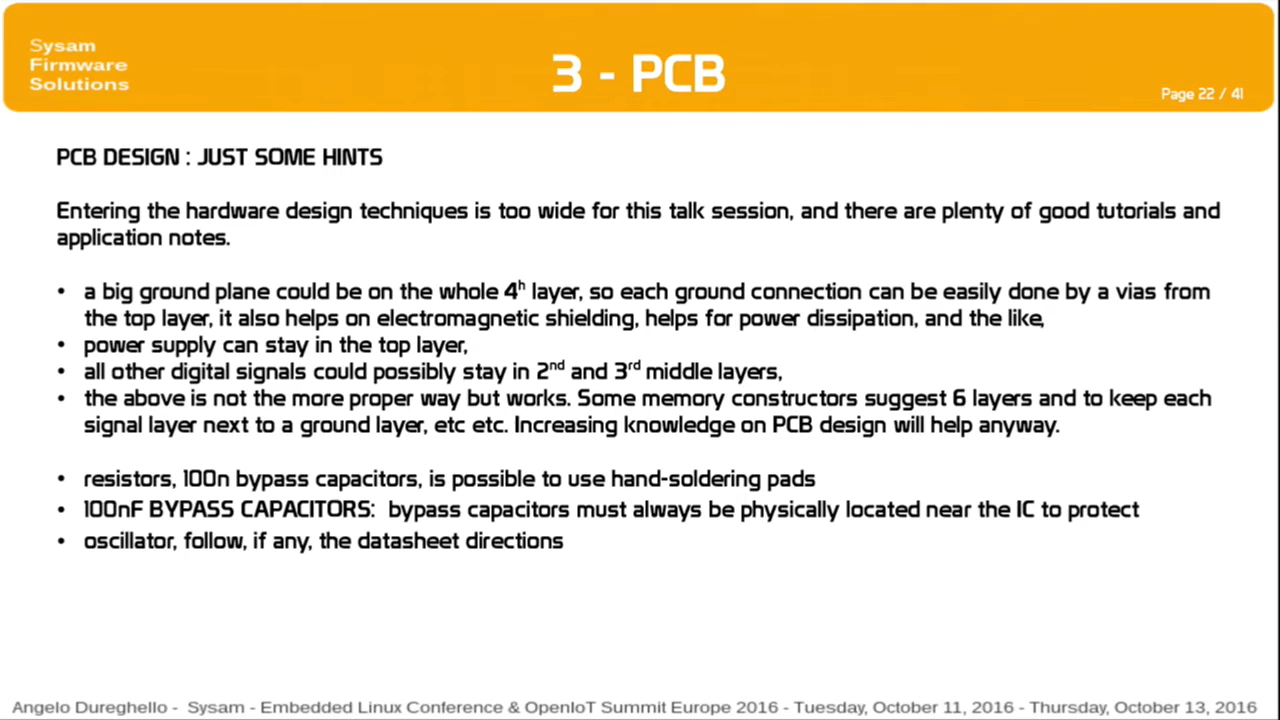 Sysam
Firmware
Solutions
3 - PCB
Page 22 / 41
PCB DESIGN : JUST SOME HINTS
Entering the hardware design techniques is too wide for this talk session, and there are plenty of good tutorials and
application notes.
• a big ground plane could be on the whole 4h layer, so each ground connection can be easily done by a vias from
the top layer, it also helps on electromagnetic shielding, helps for power dissipation, and the like,
• power supply can stay in the top layer,
• all other digital signals could possibly stay in 2nd and 3rd middle layers,
• the above is not the more proper way but works. Some memory constructors suggest 6 layers and to keep each
signal layer next to a ground layer, etc etc. Increasing knowledge on PCB design will help anyway.
• resistors, 100n bypass capacitors, is possible to use hand-soldering pads
• 100nF BYPASS CAPACITORS: bypass capacitors must always be physically located near the IC to protect
• oscillator, follow, if any, the datasheet directions
Angelo Dureghello - Sysam - Embedded Linux Conference & OpenIoT Summit Europe 2016 - Tuesday, October 11, 2016 - Thursday, October 13, 2016